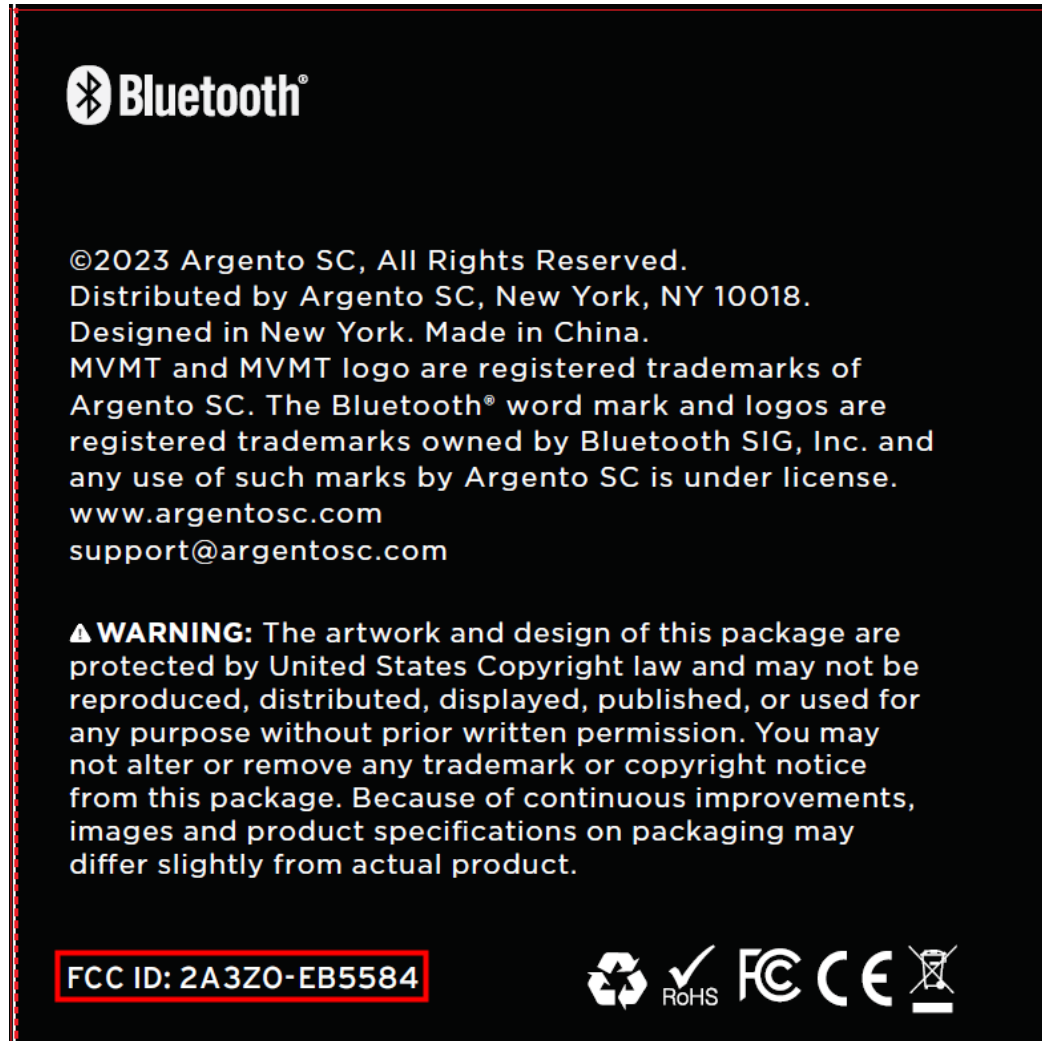 Bluetooth®
©2023 Argento SC, All Rights Reserved.
Distributed by Argento SC, New York, NY 10018.
Designed in New York. Made in China.
MVMT and MVMT logo are registered trademarks of
Argento SC. The Bluetooth® word mark and logos are
registered trademarks owned by Bluetooth SIG, Inc. and
any use of such marks by Argento SC is under license.
www.argentosc.com
support@argentosc.com
⚠ WARNING: The artwork and design of this package are
protected by United States Copyright law and may not be
reproduced, distributed, displayed, published, or used for
any purpose without prior written permission. You may
not alter or remove any trademark or copyright notice
from this package. Because of continuous improvements,
images and product specifications on packaging may
differ slightly from actual product.
FCC ID: 2A3ZO-EB5584 RoHS FC CE